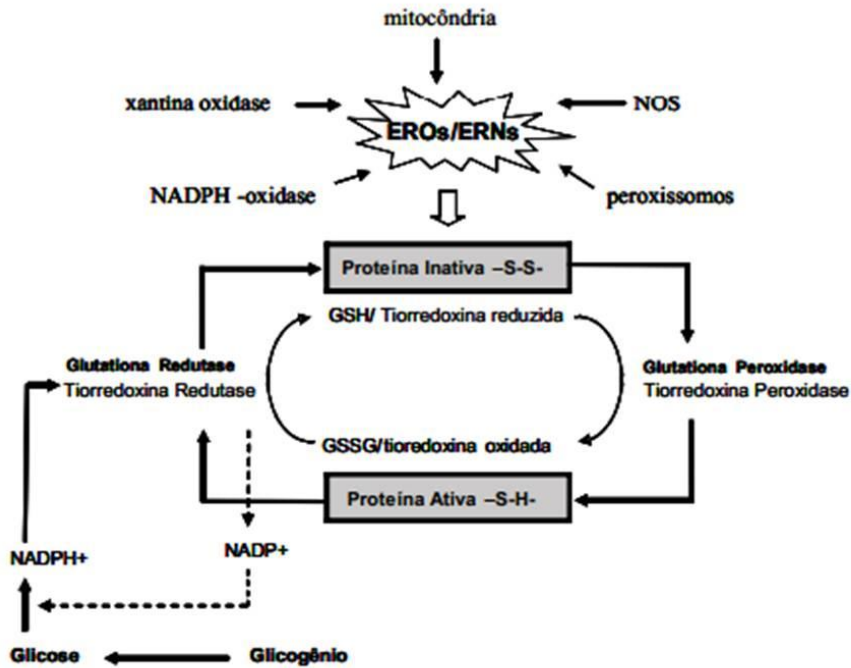 mitocôndria
xantina oxidase
NOS
EROs/ERNs
NADPH -oxidase
peroxissomos
Proteína Inativa –S-S-
GSH/ Tiorredoxina reduzida
Glutationa Redutase
Tiorredoxina Redutase
Glutationa Peroxidase
Tiorredoxina Peroxidase
GSSG/tioredoxina oxidada
Proteína Ativa –S-H-
NADPH+
NADP+
Glicose
Glicogênio